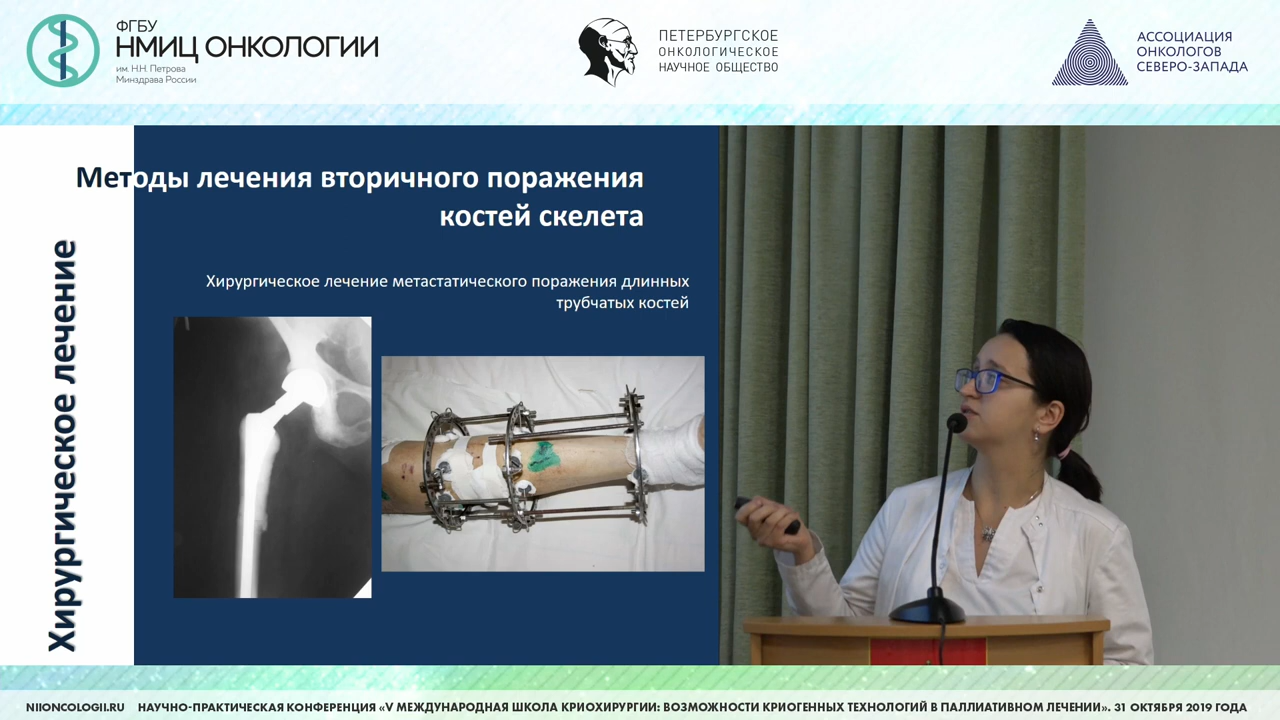 ФГБУ
НМИЦ ОНКОЛОГИИ
им. Н.Н. Петрова
Минздрава России
ПЕТЕРБУРГСКОЕ
ОНКОЛОГИЧЕСКОЕ
НАУЧНОЕ ОБЩЕСТВО
АССОЦИАЦИЯ
ОНКОЛОГОВ
СЕВЕРО-ЗАПАДА
Методы лечения вторичного поражения
костей скелета
Хирургическое лечение
Хирургическое лечение метастатического поражения длинных
трубчатых костей
NIIONCOLOGII.RU НАУЧНО-ПРАКТИЧЕСКАЯ КОНФЕРЕНЦИЯ «V МЕЖДУНАРОДНАЯ ШКОЛА КРИОХИРУРГИИ: ВОЗМОЖНОСТИ КРИОГЕННЫХ ТЕХНОЛОГИЙ В ПАЛЛИАТИВНОМ ЛЕЧЕНИИ». 31 ОКТЯБРЯ 2019 ГОДА